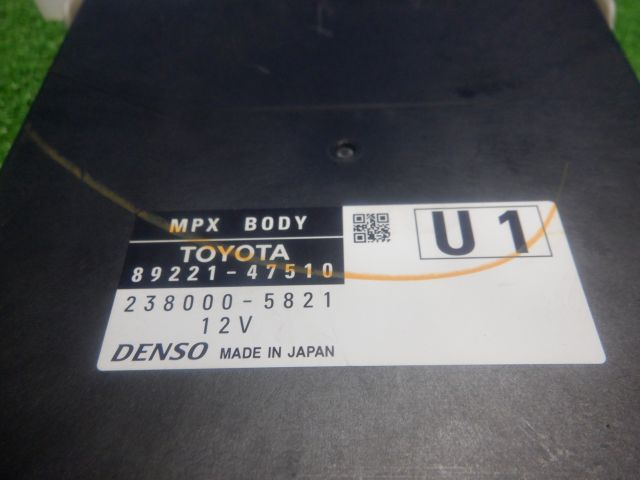 MPX BODY
TOYOTA
89221-47510
238000-5821
12V
DENSO MADE IN JAPAN
U1